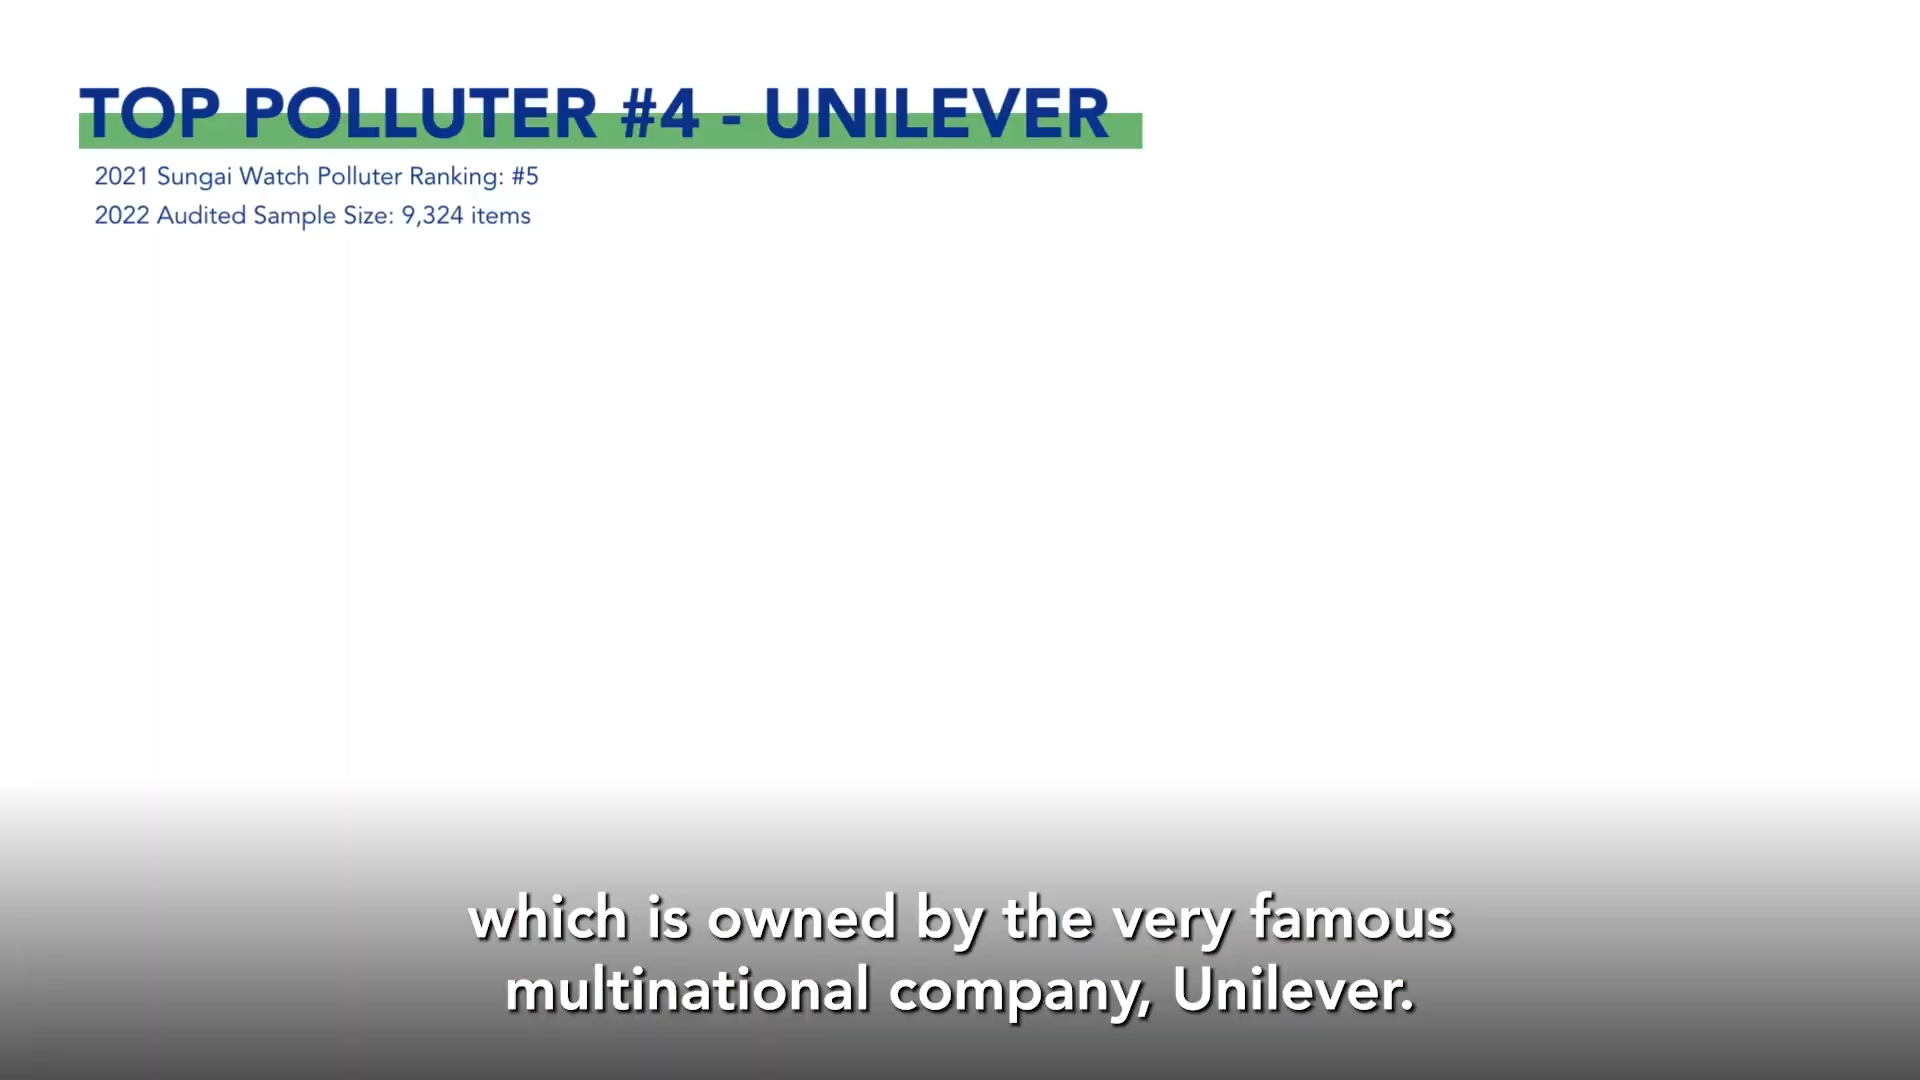 TOP POLLUTER #4 - UNILEVER
2021 Sungai Watch Polluter Ranking: #5
2022 Audited Sample Size: 9,324 items
which is owned by the very famous
multinational company, Unilever.